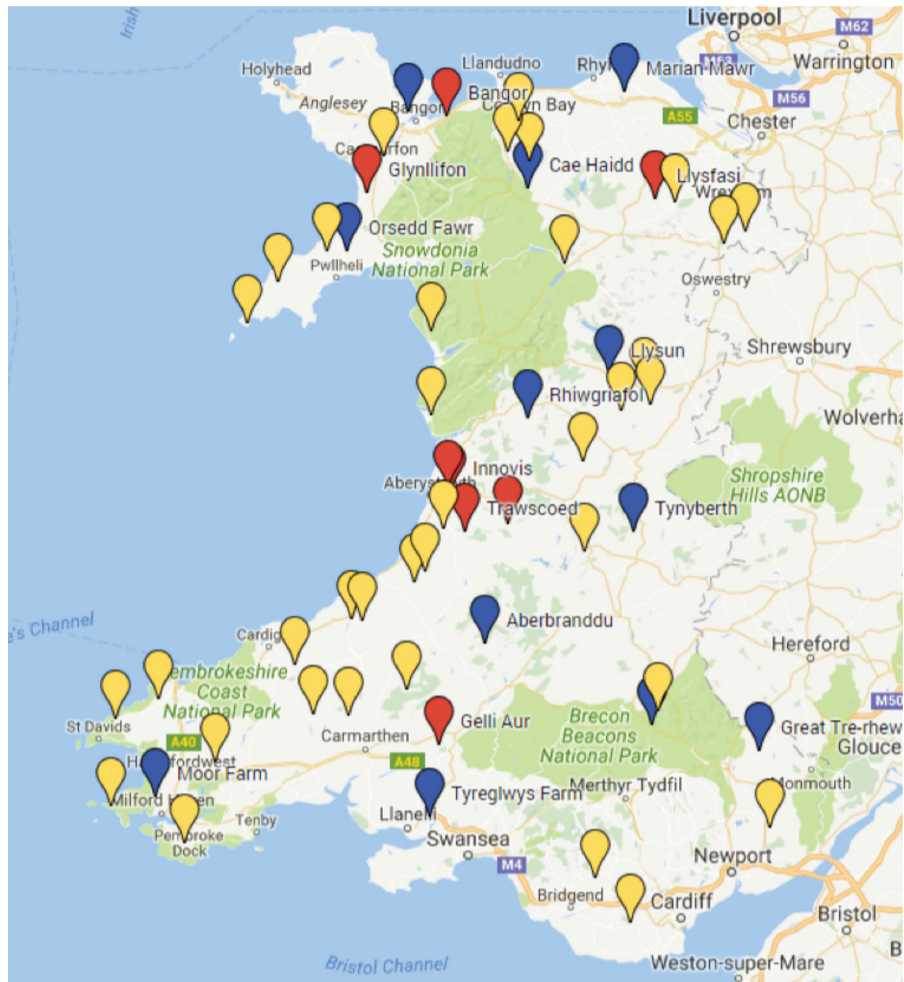 Irish
Liverpool
M62
Holyhead
Llandudno
Rhyl
Marian Mawr
M53
Warrington
Anglesey
Bangor
Bangor
M56
A55
Chester
Glynllifon
Cae Haidd
Llysfasi
Orsedd Fawr
Snowdonia
National Park
Pwllheli
Oswestry
Llysun
Shrewsbury
Rhiwgriafol
Wolverha
Innovis
Shropshire
Hills AONB
Trawscoed
Tynyberth
Aberbranddu
's Channel
Hereford
Coast
National Park
M50
St Davids
Gelli Aur
Brecon
Beacons
National Park
Great Tre-rhew
Glouce
A40
Carmarthen
A48
Moor Farm
Merthyr Tydfil
Monmouth
Tyreglwys Farm
Pembroke
Dock
Tenby
Llanelli
Swansea
M4
Newport
Bridgend
Cardiff
Bristol
B
Bristol Channel
Weston-super-Mare